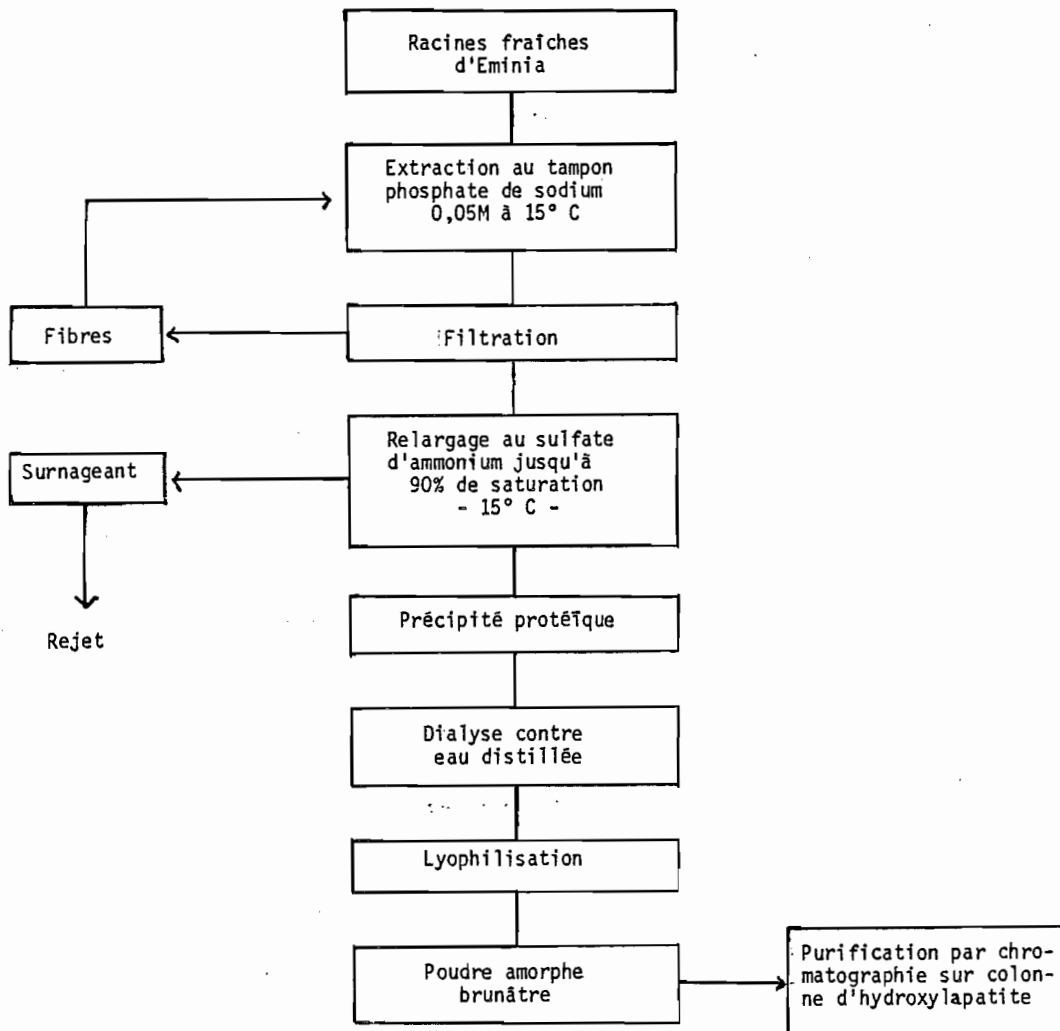 Racines fraîches
d'Eminia
Extraction au tampon
phosphate de sodium
0,05M à 15° C
Fibres
Filtration
Relargage au sulfate
d'ammonium jusqu'à
90% de saturation
- 15° C -
Surnageant
Rejet
Précipité protéïque
Dialyse contre
eau distillée
Lyophilisation
Poudre amorphe
brunâtre
Purification par chro-
matographie sur colon-
ne d'hydroxylapatite